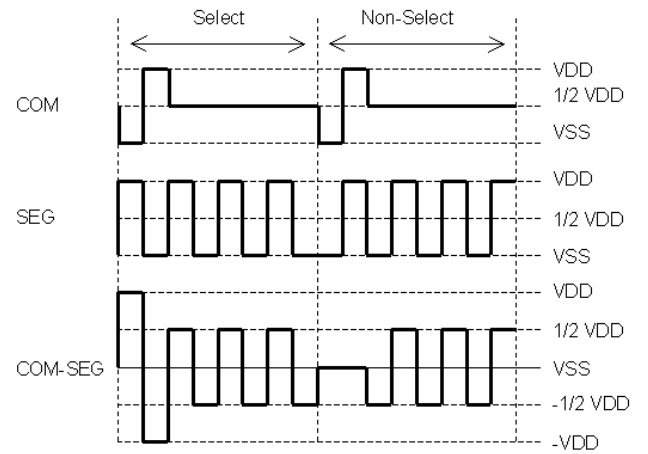 Select Non-Select
VDD
COM 1/2 VDD
VSS
VDD
SEG 1/2 VDD
VSS
VDD
1/2 VDD
COM-SEG VSS
-1/2 VDD
-VDD